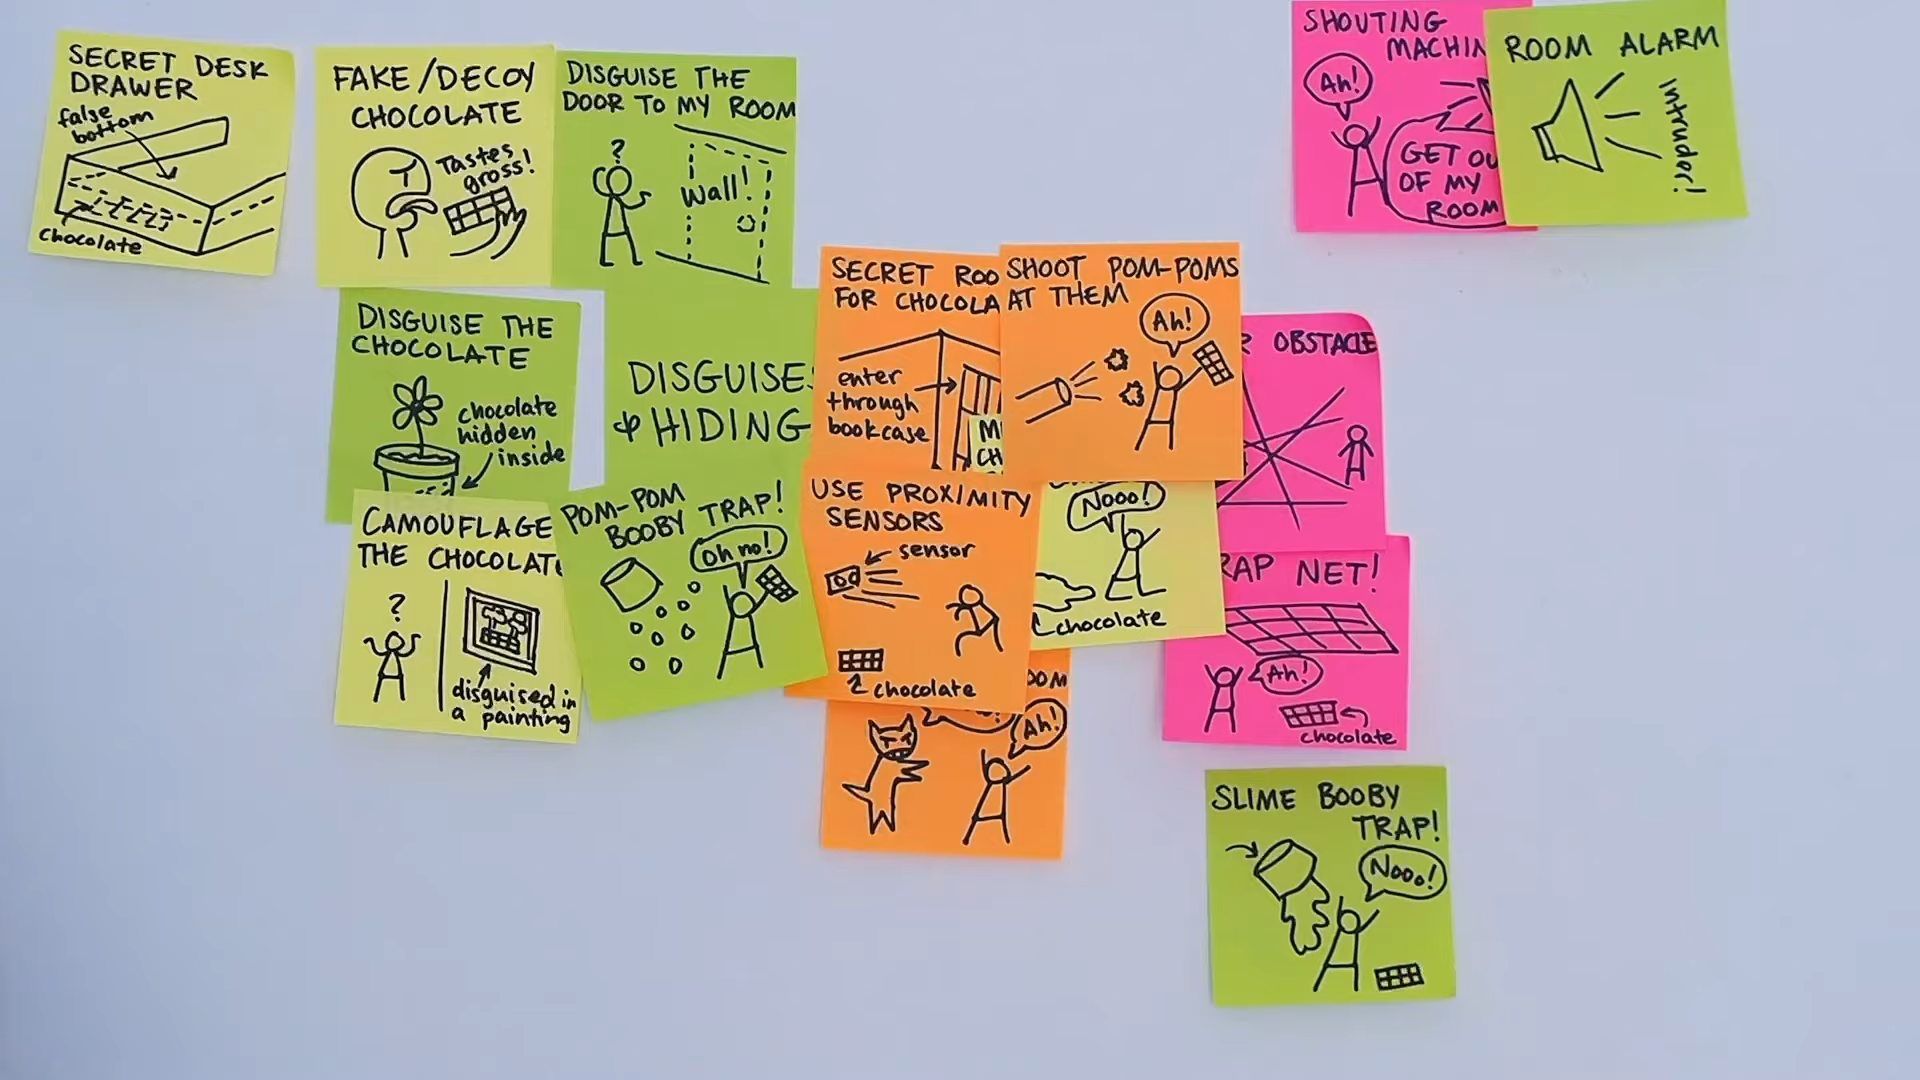 SECRET DESK
DRAWER
false
bottom
chocolate
FAKE/DECOY
CHOCOLATE
Tastes
gross!
DISGUISE THE
DOOR TO MY ROOM
?
Wall!
SHOUTING
MACHIN
Ah!
GET OU
OF MY
ROOM
ROOM ALARM
Intruder!
DISGUISE THE
CHOCOLATE
chocolate
hidden
inside
DISGUISES
& HIDING
SECRET ROO
FOR CHOCOLA
enter
through
bookcase
M
CH
SHOOT POM-POMS
AT THEM
Ah!
R OBSTACLE
CAMOUFLAGE
THE CHOCOLATE
?
disguised in
a painting
POM-POM
BOOBY TRAP!
oh no!
USE PROXIMITY
SENSORS
sensor
chocolate
Nooo!
chocolate
RAP NET!
Ah!
chocolate
OOM
Ah!
SLIME BOOBY
TRAP!
Nooo!